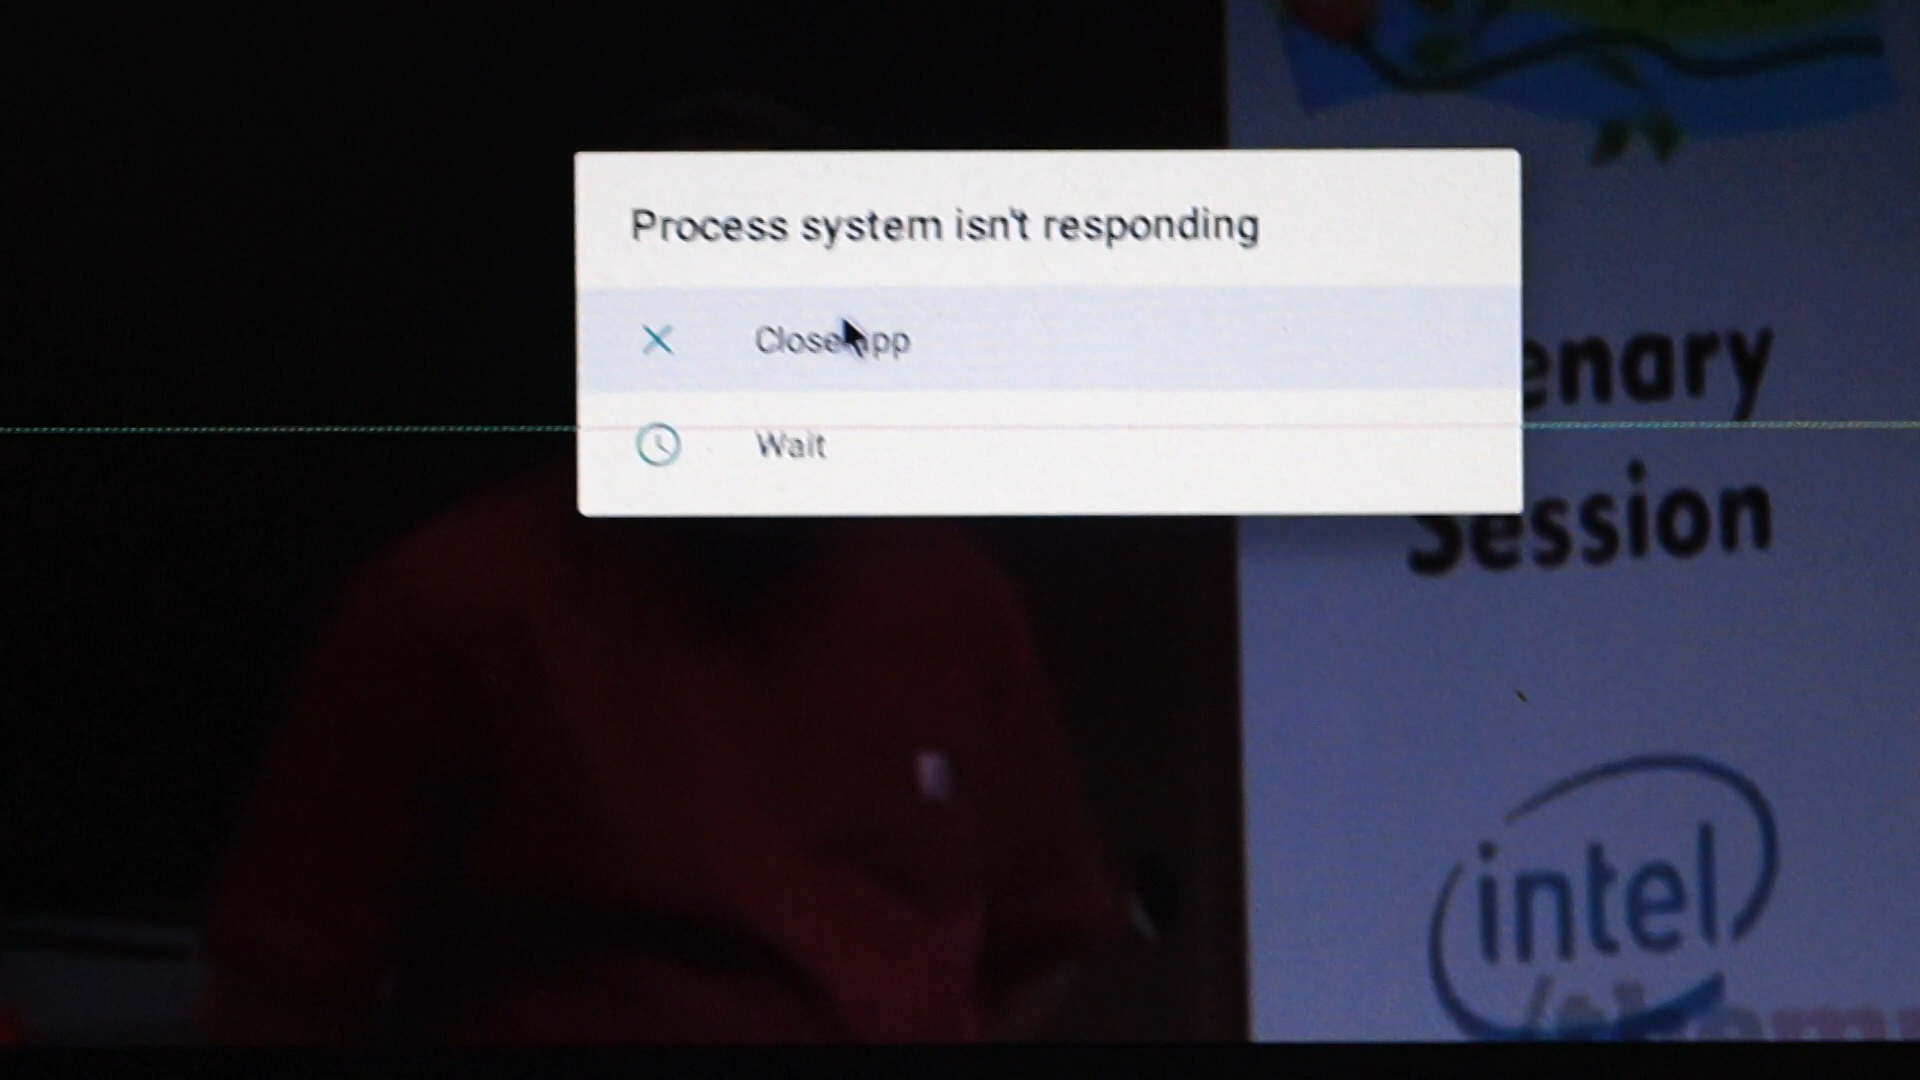 Process system isn't responding
Close app
Wait
enary
Session
intel